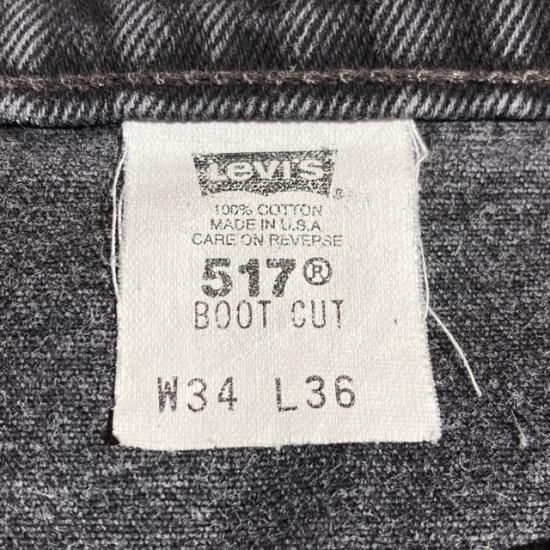 Levi's ®
100% COTTON
MADE IN U.S.A
CARE ON REVERSE
517®
BOOT CUT
W34 L36